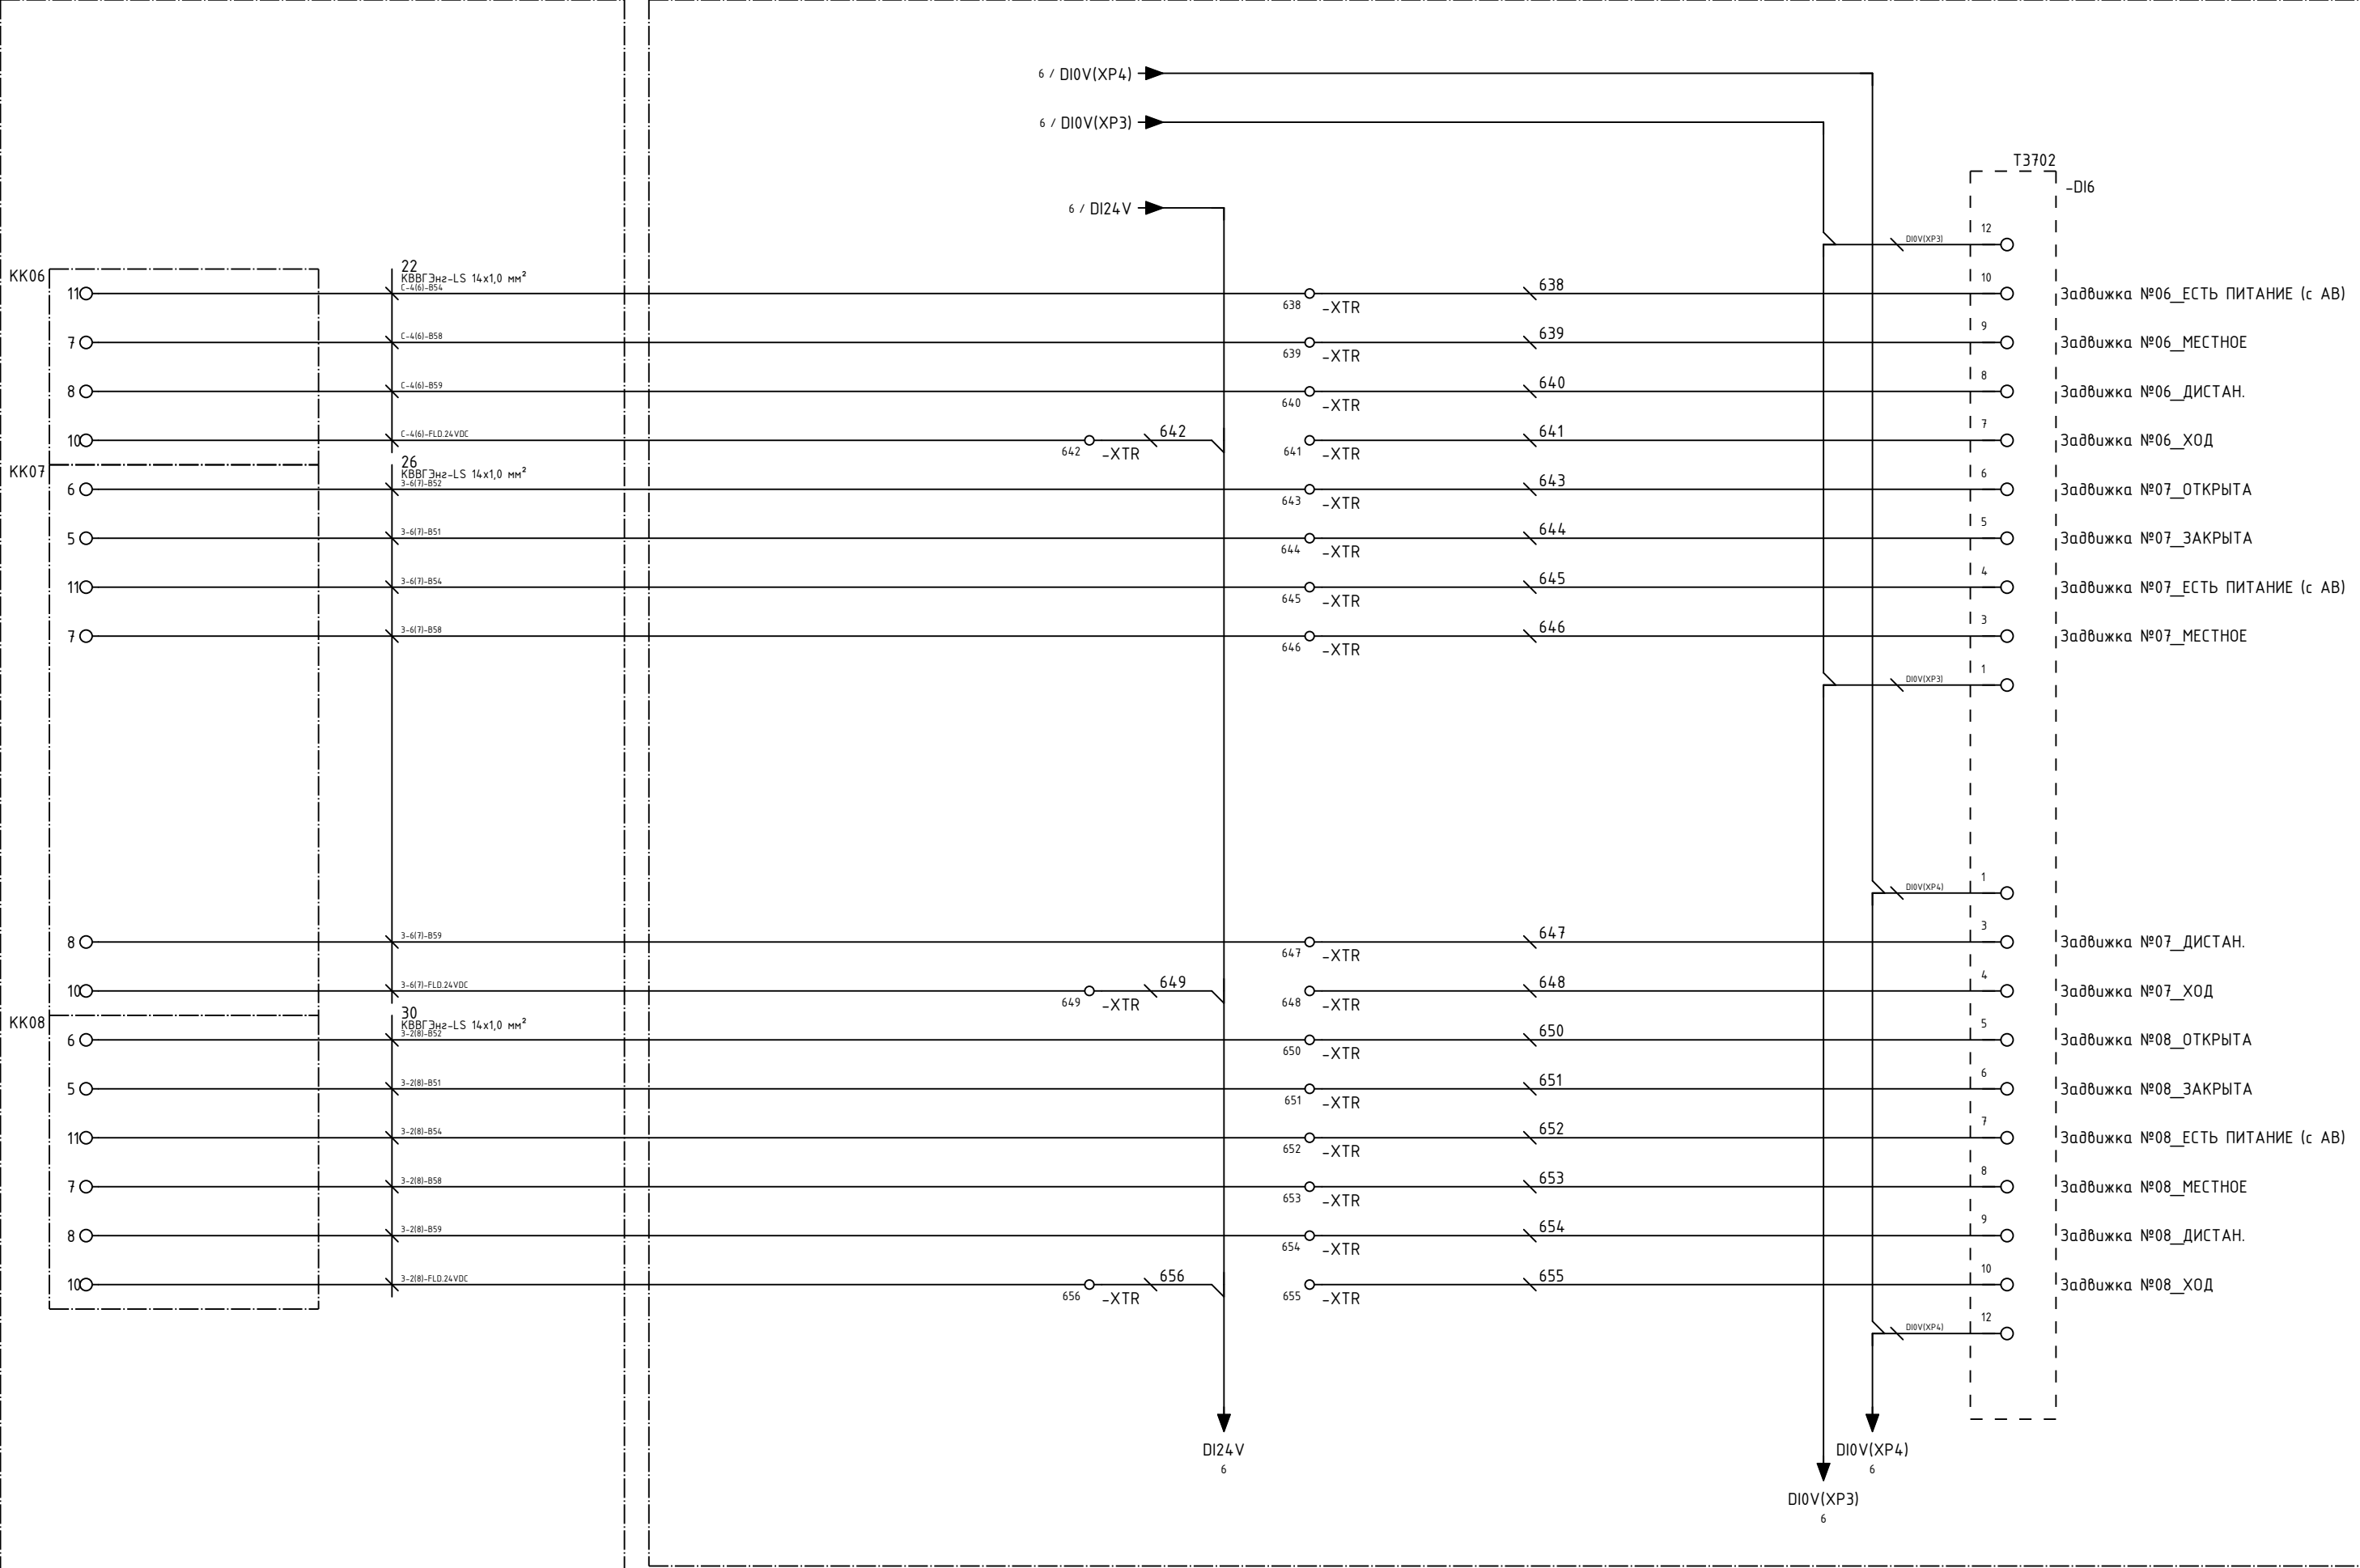 6 / DI0V(XP4)
6 / DI0V(XP3)
T3702
-DI6
6 / DI24V
12
DI0V(XP3)
KK06
22
КВВГЭнг-LS 14x1,0 мм²
11
C-4(6)-B54
638
-XTR
638
10
Задвижка №06_ЕСТЬ ПИТАНИЕ (с АВ)
7
C-4(6)-B58
639
-XTR
639
9
Задвижка №06_МЕСТНОЕ
8
C-4(6)-B59
640
-XTR
640
8
Задвижка №06_ДИСТАН.
10
C-4(6)-FLD.24VDC
642
-XTR
642
641
-XTR
641
7
Задвижка №06_ХОД
KK07
26
КВВГЭнг-LS 14x1,0 мм²
6
3-6(7)-B52
643
-XTR
643
6
Задвижка №07_ОТКРЫТА
5
3-6(7)-B51
644
-XTR
644
5
Задвижка №07_ЗАКРЫТА
11
3-6(7)-B54
645
-XTR
645
4
Задвижка №07_ЕСТЬ ПИТАНИЕ (с АВ)
7
3-6(7)-B58
646
-XTR
646
3
Задвижка №07_МЕСТНОЕ
1
DI0V(XP3)
1
DI0V(XP4)
8
3-6(7)-B59
647
-XTR
647
3
Задвижка №07_ДИСТАН.
10
3-6(7)-FLD.24VDC
649
-XTR
649
648
-XTR
648
4
Задвижка №07_ХОД
KK08
30
КВВГЭнг-LS 14x1,0 мм²
6
3-2(8)-B52
650
-XTR
650
5
Задвижка №08_ОТКРЫТА
5
3-2(8)-B51
651
-XTR
651
6
Задвижка №08_ЗАКРЫТА
11
3-2(8)-B54
652
-XTR
652
7
Задвижка №08_ЕСТЬ ПИТАНИЕ (с АВ)
7
3-2(8)-B58
653
-XTR
653
8
Задвижка №08_МЕСТНОЕ
8
3-2(8)-B59
654
-XTR
654
9
Задвижка №08_ДИСТАН.
10
3-2(8)-FLD.24VDC
656
-XTR
656
655
-XTR
655
10
Задвижка №08_ХОД
12
DI0V(XP4)
DI24V
6
DI0V(XP4)
6
DI0V(XP3)
6